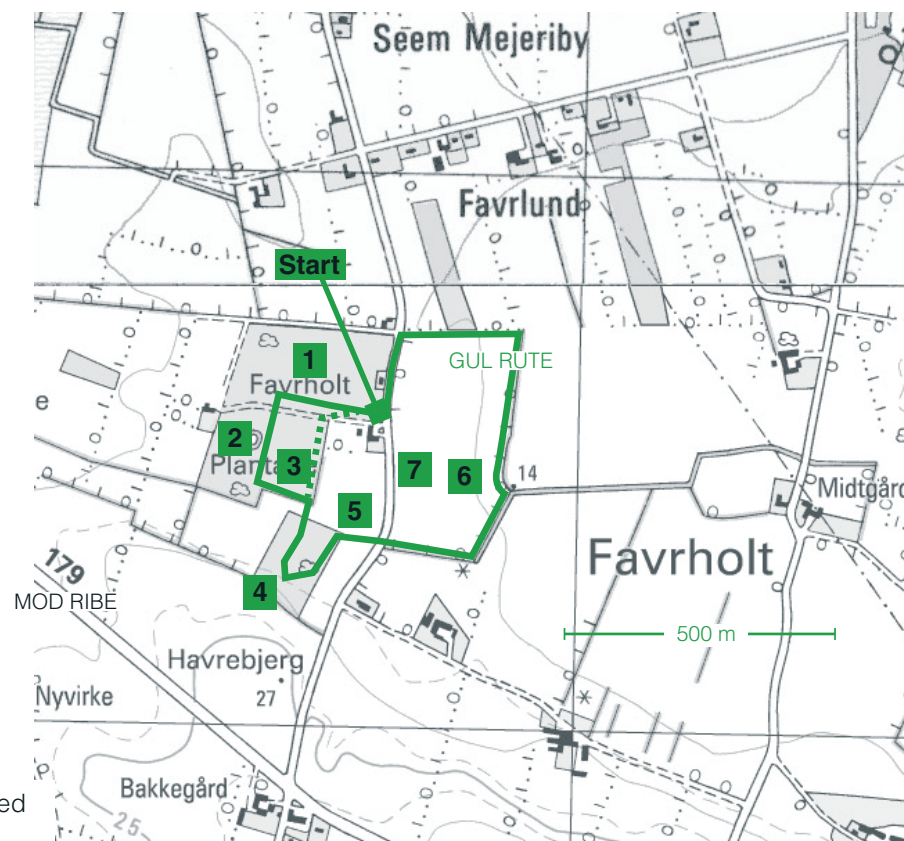 Seem Mejeriby
Favrlund
Start
GUL RUTE
1
Favrholt
e
2
Planta
3
7
6
14
Midtgård
5
Favrholt
179
MOD RIBE
4
500 m
Havrebjerg
27
Nyvirke
Bakkegård
ed
25